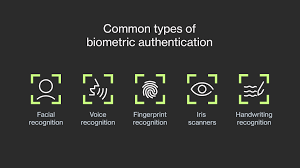 Common types of
biometric authentication
Facial
recognition
Voice
recognition
Fingerprint
recognition
Iris
scanners
Handwriting
recognition